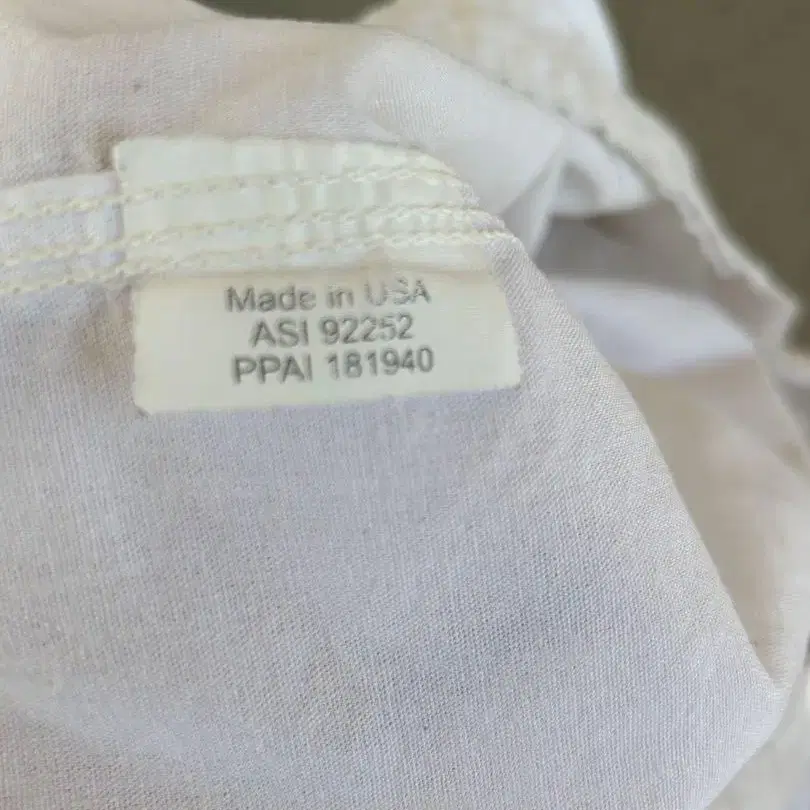 Made in USA
ASI 92252
PPAI 181940